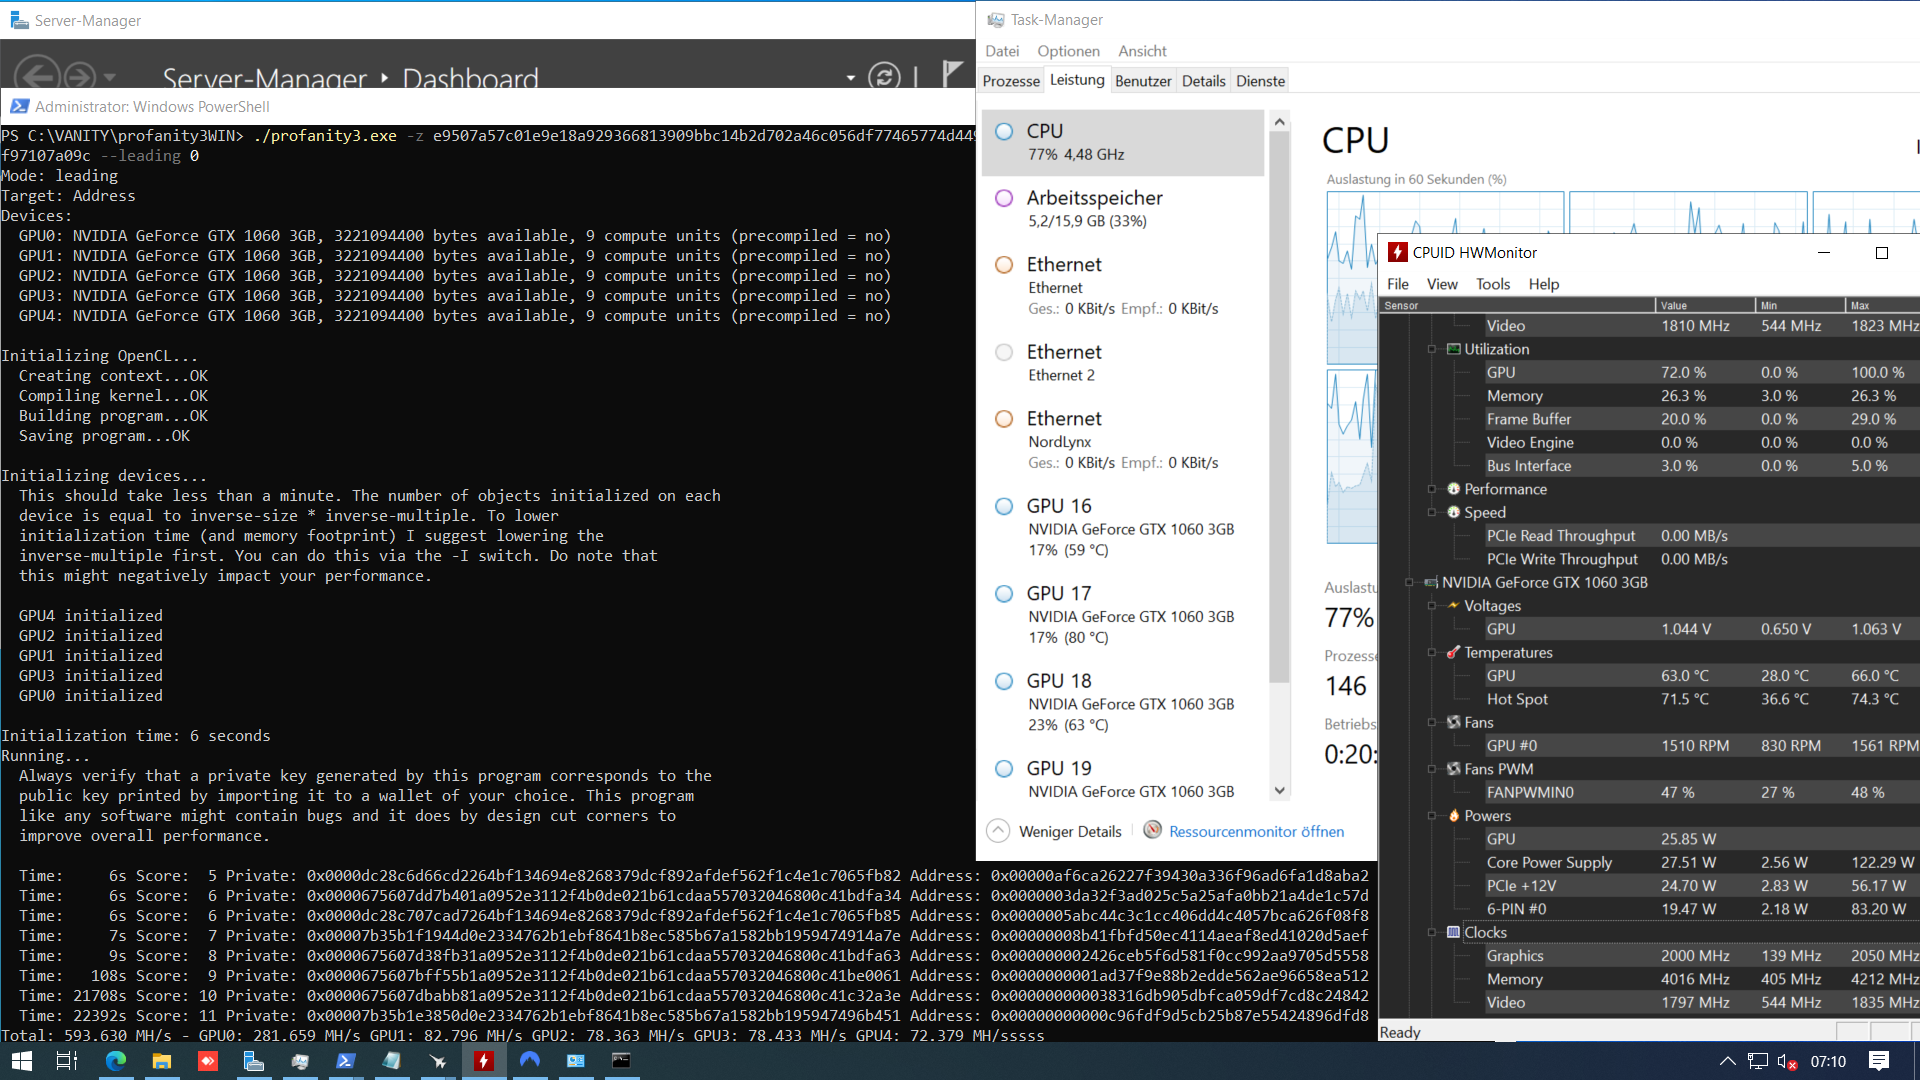 Server-Manager
Server-Manager ‣ Dashboard
Administrator: Windows PowerShell
PS C:\VANITY\profanity3WIN> ./profanity3.exe -z e9507a57c01e9e18a929366813909bbc14b2d702a46c056df77465774d449
f97107a09c --leading 0
Mode: leading
Target: Address
Devices:
GPU0: NVIDIA GeForce GTX 1060 3GB, 3221094400 bytes available, 9 compute units (precompiled = no)
GPU1: NVIDIA GeForce GTX 1060 3GB, 3221094400 bytes available, 9 compute units (precompiled = no)
GPU2: NVIDIA GeForce GTX 1060 3GB, 3221094400 bytes available, 9 compute units (precompiled = no)
GPU3: NVIDIA GeForce GTX 1060 3GB, 3221094400 bytes available, 9 compute units (precompiled = no)
GPU4: NVIDIA GeForce GTX 1060 3GB, 3221094400 bytes available, 9 compute units (precompiled = no)
Initializing OpenCL...
Creating context...OK
Compiling kernel...OK
Building program...OK
Saving program...OK
Initializing devices...
This should take less than a minute. The number of objects initialized on each
device is equal to inverse-size * inverse-multiple. To lower
initialization time (and memory footprint) I suggest lowering the
inverse-multiple first. You can do this via the -I switch. Do note that
this might negatively impact your performance.
GPU4 initialized
GPU2 initialized
GPU1 initialized
GPU3 initialized
GPU0 initialized
Initialization time: 6 seconds
Running...
Always verify that a private key generated by this program corresponds to the
public key printed by importing it to a wallet of your choice. This program
like any software might contain bugs and it does by design cut corners to
improve overall performance.
Time: 6s Score: 5 Private: 0x0000dc28c6d66cd2264bf134694e8268379dcf892afdef562f1c4e1c7065fb82 Address: 0x00000af6ca26227f39430a336f96ad6fa1d8aba2
Time: 6s Score: 6 Private: 0x0000675607dd7b401a0952e3112f4b0de021b61cdaa557032046800c41bdfa34 Address: 0x0000003da32f3ad025c5a25afa0bb21a4de1c57d
Time: 6s Score: 6 Private: 0x0000dc28c707cad7264bf134694e8268379dcf892afdef562f1c4e1c7065fb85 Address: 0x0000005abc44c3c1cc406dd4c4057bca626f08f8
Time: 7s Score: 7 Private: 0x00007b35b1f1944d0e2334762b1ebf8641b8ec585b67a1582bb1959474914a7e Address: 0x00000008b41fbfd50ec4114aeaf8ed41020d5aef
Time: 9s Score: 8 Private: 0x0000675607d38fb31a0952e3112f4b0de021b61cdaa557032046800c41bdfa63 Address: 0x000000002426ceb5f6d581f0cc992aa9705d5558
Time: 108s Score: 9 Private: 0x0000675607bff55b1a0952e3112f4b0de021b61cdaa557032046800c41be0061 Address: 0x0000000001ad37f9e88b2edde562ae96658ea512
Time: 21708s Score: 10 Private: 0x0000675607dbabb81a0952e3112f4b0de021b61cdaa557032046800c41c32a3e Address: 0x000000000038316db905dbfca059df7cd8c24842
Time: 22392s Score: 11 Private: 0x00007b35b1e3850d0e2334762b1ebf8641b8ec585b67a1582bb195947496b451 Address: 0x00000000000c96fdf9d5cb25b87e55424896dfd8
Total: 593.630 MH/s - GPU0: 281.659 MH/s GPU1: 82.796 MH/s GPU2: 78.363 MH/s GPU3: 78.433 MH/s GPU4: 72.379 MH/sssss
Task-Manager
Datei Optionen Ansicht
Prozesse Leistung Benutzer Details Dienste
CPU
77% 4,48 GHz
Arbeitsspeicher
5,2/15,9 GB (33%)
Ethernet
Ethernet
Ges.: 0 KBit/s Empf.: 0 KBit/s
Ethernet
Ethernet 2
Ethernet
NordLynx
Ges.: 0 KBit/s Empf.: 0 KBit/s
GPU 16
NVIDIA GeForce GTX 1060 3GB
17% (59 °C)
GPU 17
NVIDIA GeForce GTX 1060 3GB
17% (80 °C)
GPU 18
NVIDIA GeForce GTX 1060 3GB
23% (63 °C)
GPU 19
NVIDIA GeForce GTX 1060 3GB
Weniger Details
Ressourcenmonitor öffnen
CPU
Auslastung in 60 Sekunden (%)
77%
146
0:20:
CPUID HWMonitor
File View Tools Help
Sensor Value Min Max
Video 1810 MHz 544 MHz 1823 MHz
Utilization
GPU 72.0 % 0.0 % 100.0 %
Memory 26.3 % 3.0 % 26.3 %
Frame Buffer 20.0 % 0.0 % 29.0 %
Video Engine 0.0 % 0.0 % 0.0 %
Bus Interface 3.0 % 0.0 % 5.0 %
Performance
Speed
PCIe Read Throughput 0.00 MB/s
PCIe Write Throughput 0.00 MB/s
NVIDIA GeForce GTX 1060 3GB
Voltages
GPU 1.044 V 0.650 V 1.063 V
Temperatures
GPU 63.0 °C 28.0 °C 66.0 °C
Hot Spot 71.5 °C 36.6 °C 74.3 °C
Fans
GPU #0 1510 RPM 830 RPM 1561 RPM
Fans PWM
FANPWMIN0 47 % 27 % 48 %
Powers
GPU 25.85 W
Core Power Supply 27.51 W 2.56 W 122.29 W
PCIe +12V 24.70 W 2.83 W 56.17 W
6-PIN #0 19.47 W 2.18 W 83.20 W
Clocks
Graphics 2000 MHz 139 MHz 2050 MHz
Memory 4016 MHz 405 MHz 4212 MHz
Video 1797 MHz 544 MHz 1835 MHz
Ready
07:10